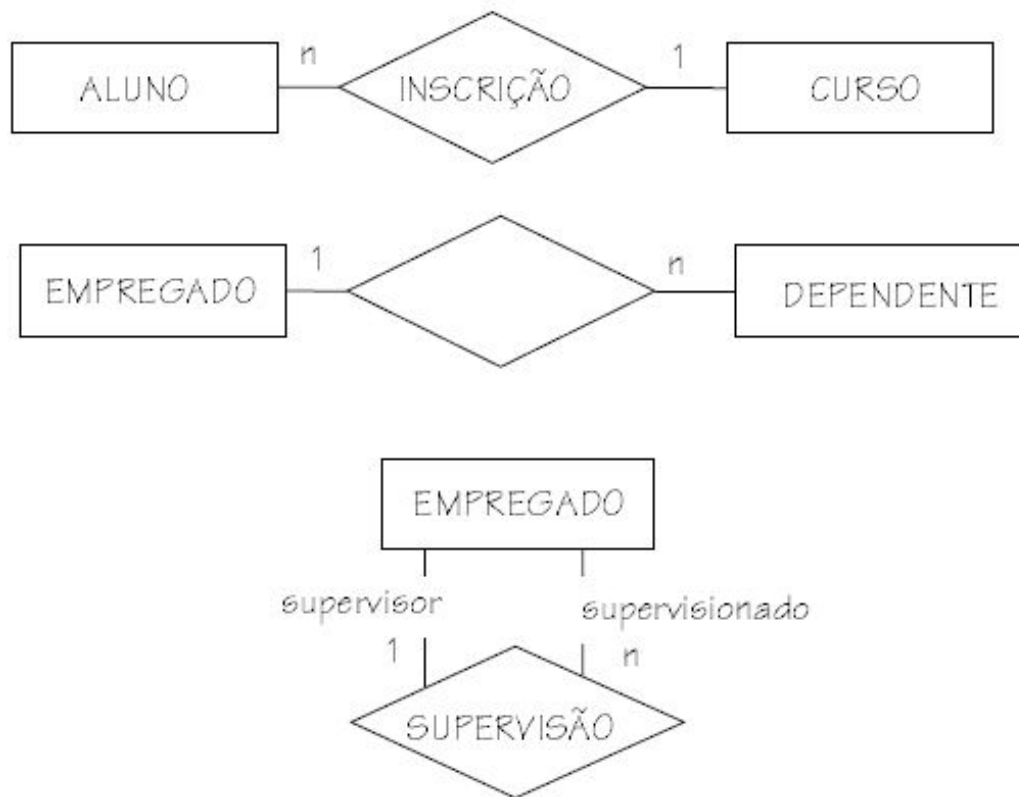 n 1
ALUNO INSCRIÇÃO CURSO
1 n
EMPREGADO DEPENDENTE
EMPREGADO
supervisor supervisionado
1 n
SUPERVISÃO